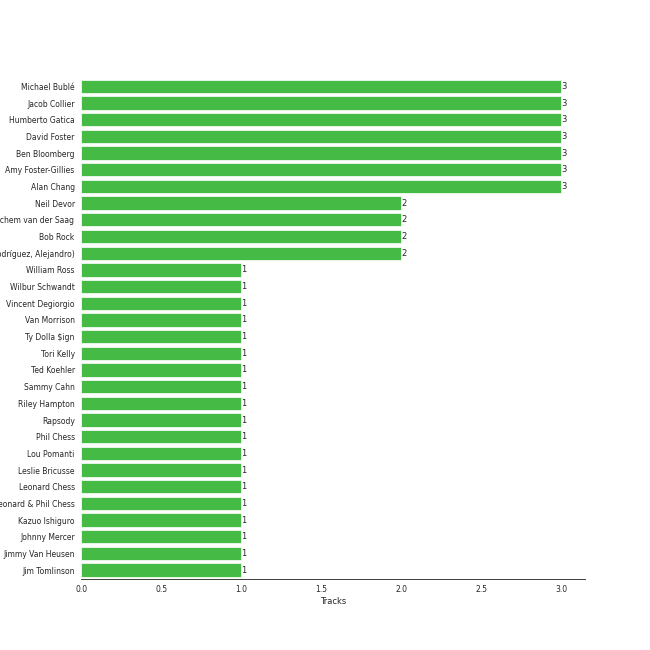 Michael Bublé 3
Jacob Collier 3
Humberto Gatica 3
David Foster 3
Ben Bloomberg 3
Amy Foster-Gillies 3
Alan Chang 3
Neil Devor 2
chem van der Saag 2
Bob Rock 2
odríguez, Alejandro) 2
William Ross 1
Wilbur Schwandt 1
Vincent Degiorgio 1
Van Morrison 1
Ty Dolla $ign 1
Tori Kelly 1
Ted Koehler 1
Sammy Cahn 1
Riley Hampton 1
Rapsody 1
Phil Chess 1
Lou Pomanti 1
Leslie Bricusse 1
Leonard Chess 1
eonard & Phil Chess 1
Kazuo Ishiguro 1
Johnny Mercer 1
Jimmy Van Heusen 1
Jim Tomlinson 1
0.0 0.5 1.0 1.5 2.0 2.5 3.0
Tracks